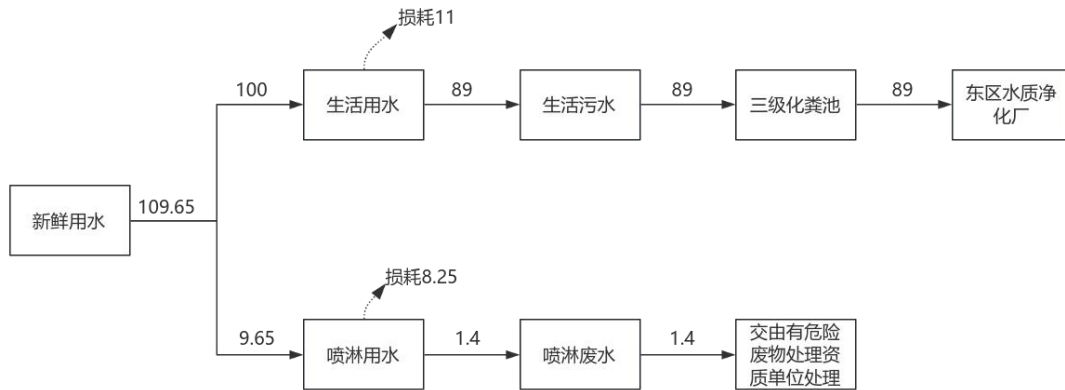 损耗11
100
生活用水
89
生活污水
89
三级化粪池
89
东区水质净
化厂
新鲜用水
109.65
损耗8.25
9.65
喷淋用水
1.4
喷淋废水
1.4
交由有危险
废物处理资
质单位处理